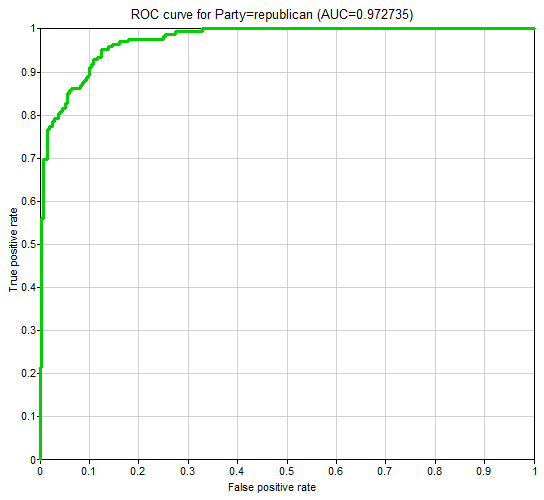 ROC curve for Party=republican (AUC=0.972735)
1
0.9
0.8
0.7
0.6
0.5
0.4
0.3
0.2
0.1
0
True positive rate
0 0.1 0.2 0.3 0.4 0.5 0.6 0.7 0.8 0.9 1
False positive rate